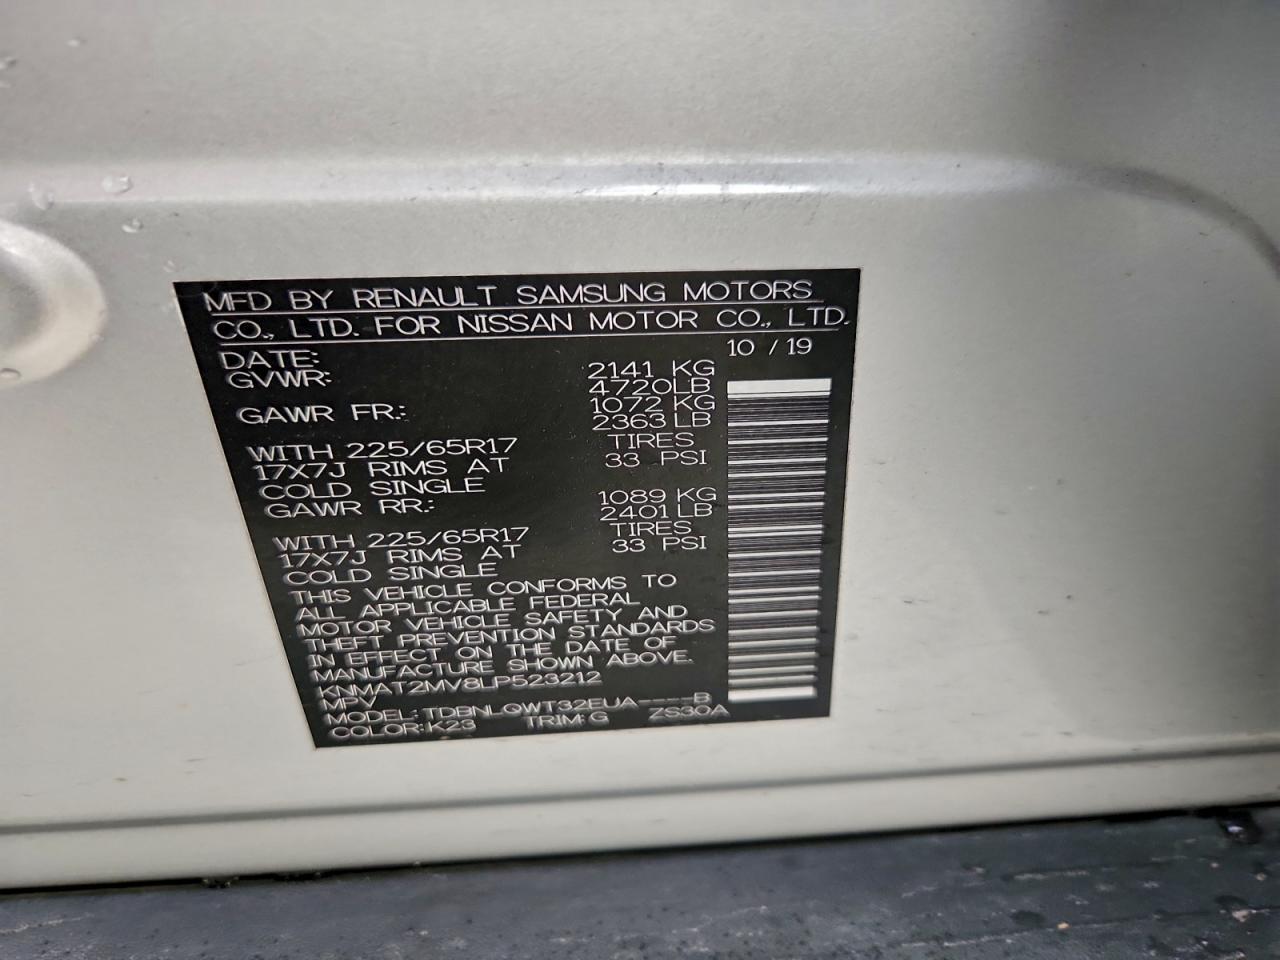 MFD BY RENAULT SAMSUNG MOTORS
CO., LTD. FOR NISSAN MOTOR CO., LTD.
DATE: 10 / 19
GVWR: 2141 KG
4720LB
GAWR FR.: 1072 KG
2363 LB
WITH 225/65R17 TIRES
17X7J RIMS AT 33 PSI
COLD SINGLE
GAWR RR.: 1089 KG
2401 LB
WITH 225/65R17 TIRES
17X7J RIMS AT 33 PSI
COLD SINGLE
THIS VEHICLE CONFORMS TO
ALL APPLICABLE FEDERAL
MOTOR VEHICLE SAFETY AND
THEFT PREVENTION STANDARDS
IN EFFECT ON THE DATE OF
MANUFACTURE SHOWN ABOVE.
KNMAT2MV8LP523212
MPV
MODEL: TDBNLQWT32EUA----B
COLOR: K23 TRIM: G ZS30A